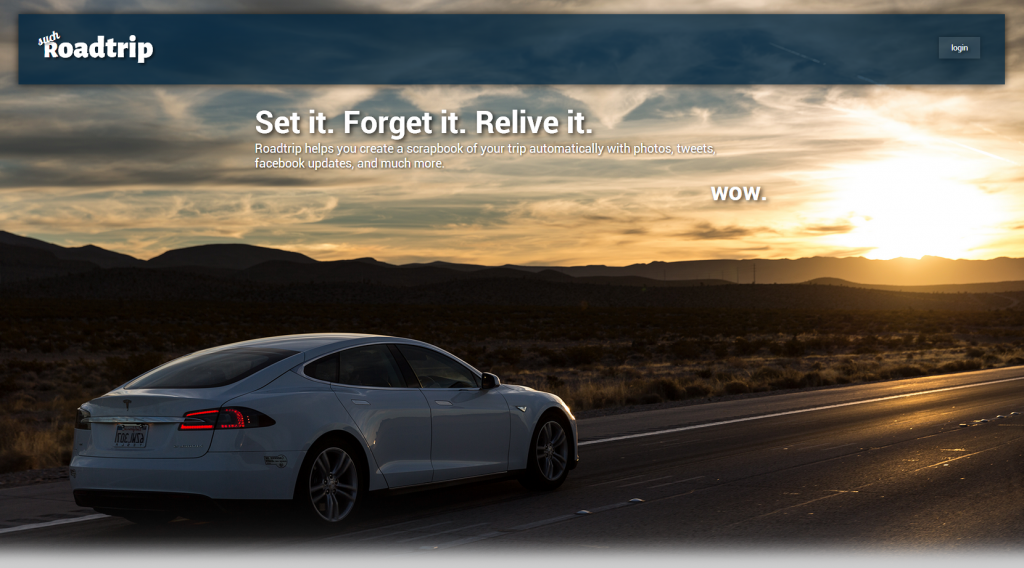 such
Roadtrip
login
Set it. Forget it. Relive it.
Roadtrip helps you create a scrapbook of your trip automatically with photos, tweets,
facebook updates, and much more.
wow.